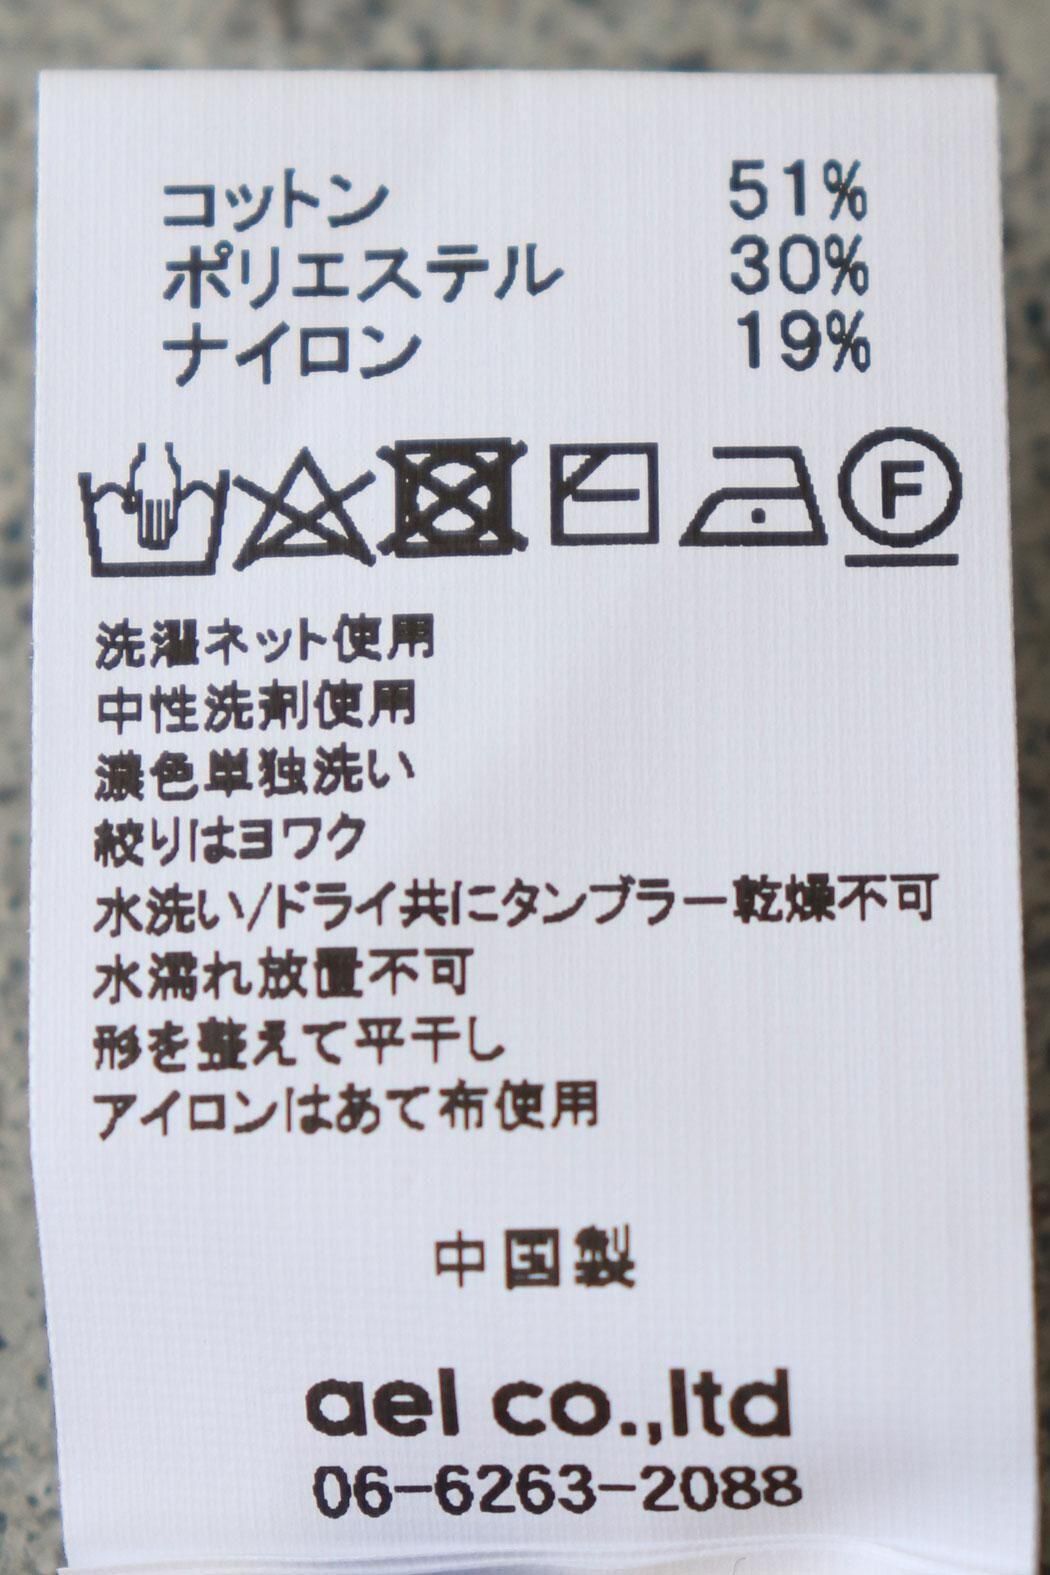 コットン 51%
ポリエステル 30%
ナイロン 19%
F
洗濯ネット使用
中性洗剤使用
濃色単独洗い
絞りはヨワク
水洗い/ドライ共にタンブラー乾燥不可
水濡れ放置不可
形を整えて平干し
アイロンはあて布使用
中国製
ael co.,ltd
06-6263-2088